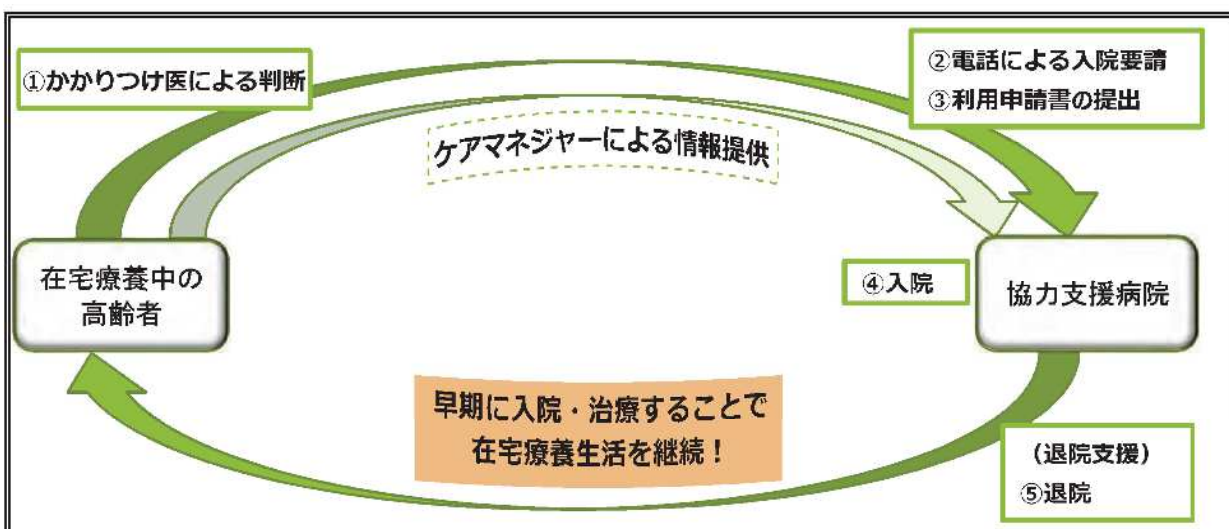 ①かかりつけ医による判断
②電話による入院要請
③利用申請書の提出
ケアマネジャーによる情報提供
在宅療養中の
高齢者
④入院
協力支援病院
早期に入院・治療することで
在宅療養生活を継続！
（退院支援）
⑤退院